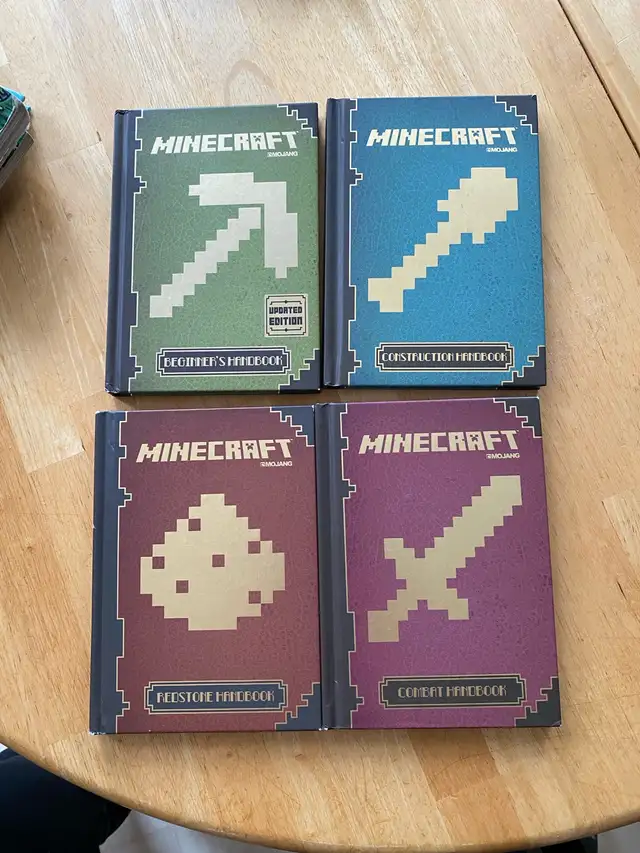 MINECRAFT
MOJANG
UPDATED
EDITION
BEGINNER'S HANDBOOK
MINECRAFT
MOJANG
CONSTRUCTION HANDBOOK
MINECRAFT
MOJANG
REDSTONE HANDBOOK
MINECRAFT
MOJANG
COMBAT HANDBOOK